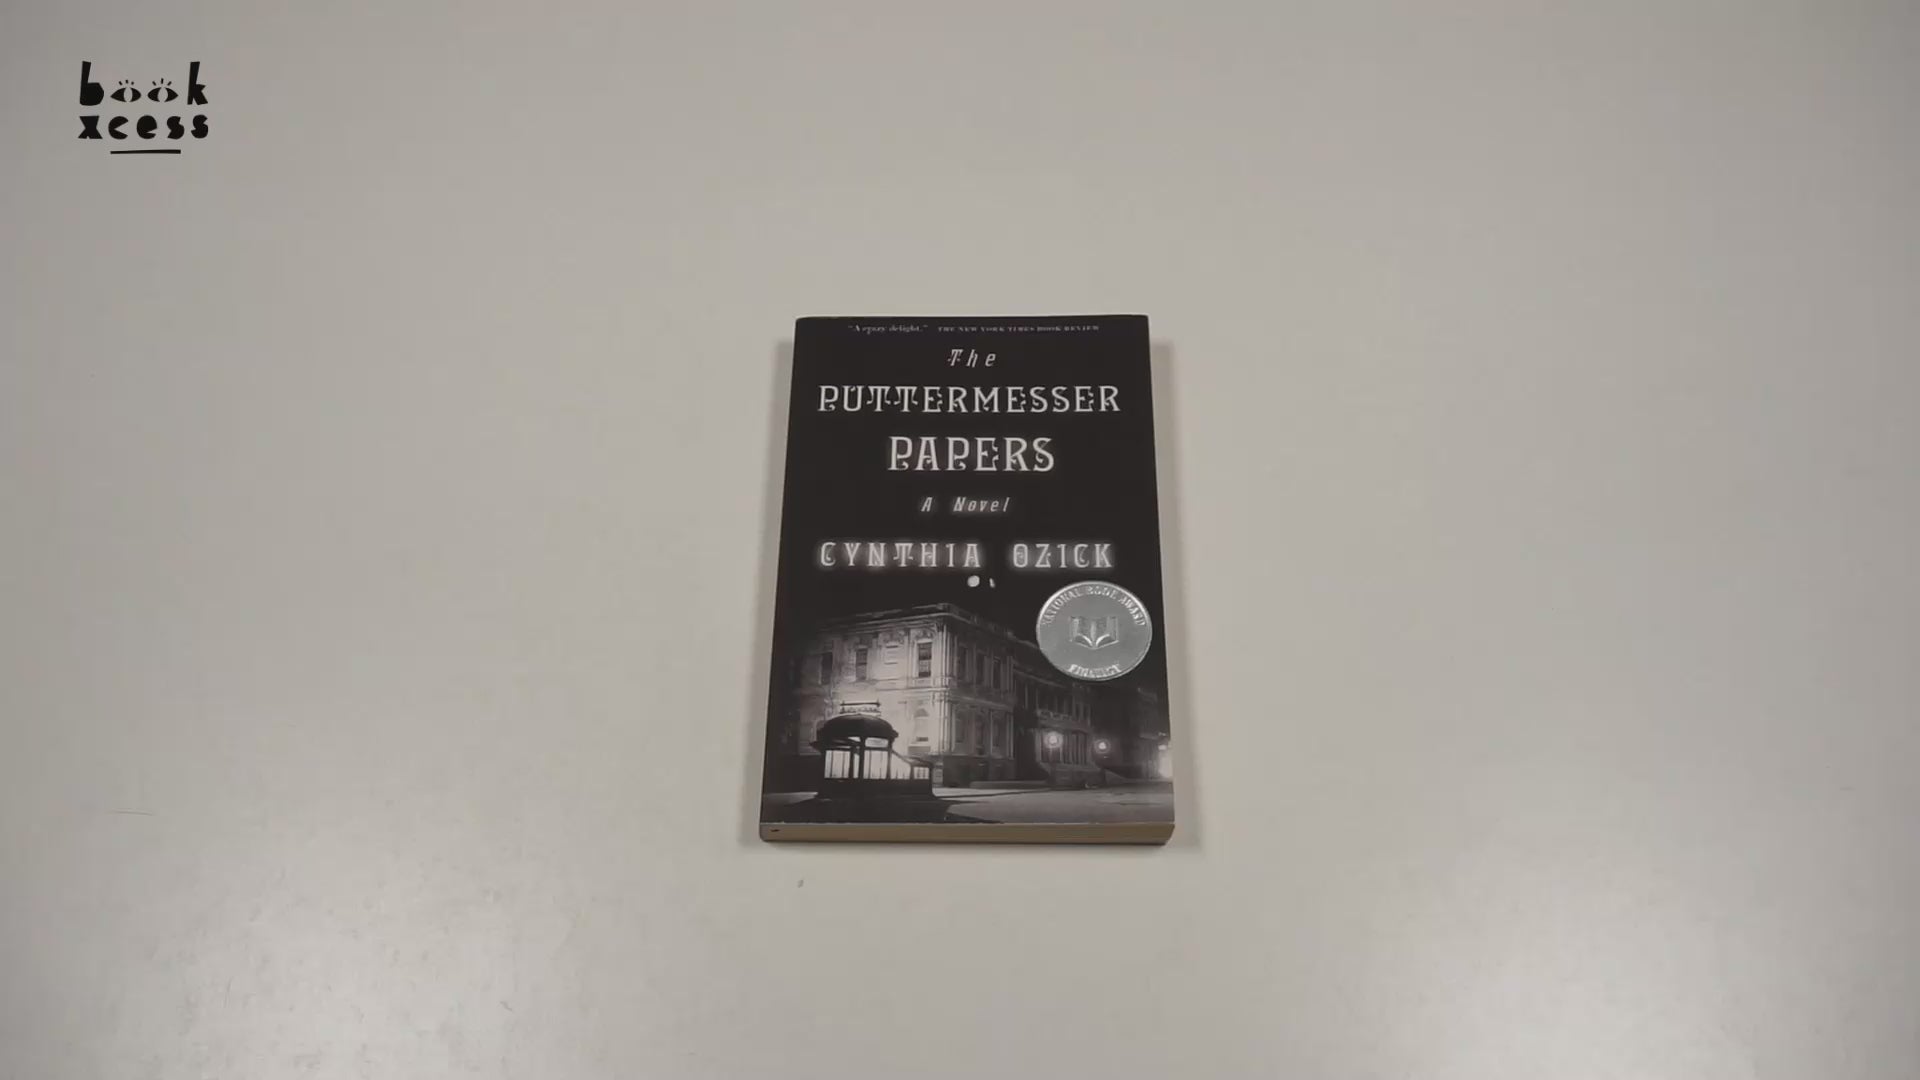 book
xcess
"A crazy delight." THE NEW YORK TIMES BOOK REVIEW
The
PUTTERMESSER
PAPERS
A Novel
CYNTHIA OZICK
NATIONAL BOOK AWARD
FINALIST